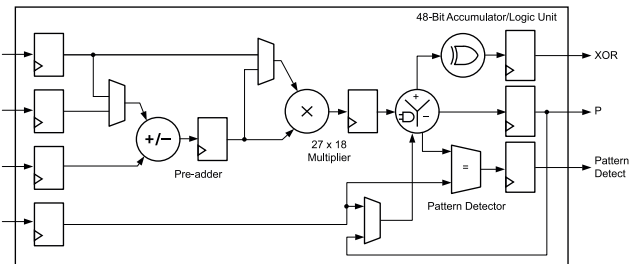 48-Bit Accumulator/Logic Unit
XOR
+
+/–
×
–
P
27 x 18
Multiplier
Pre-adder
=
Pattern
Detect
Pattern Detector